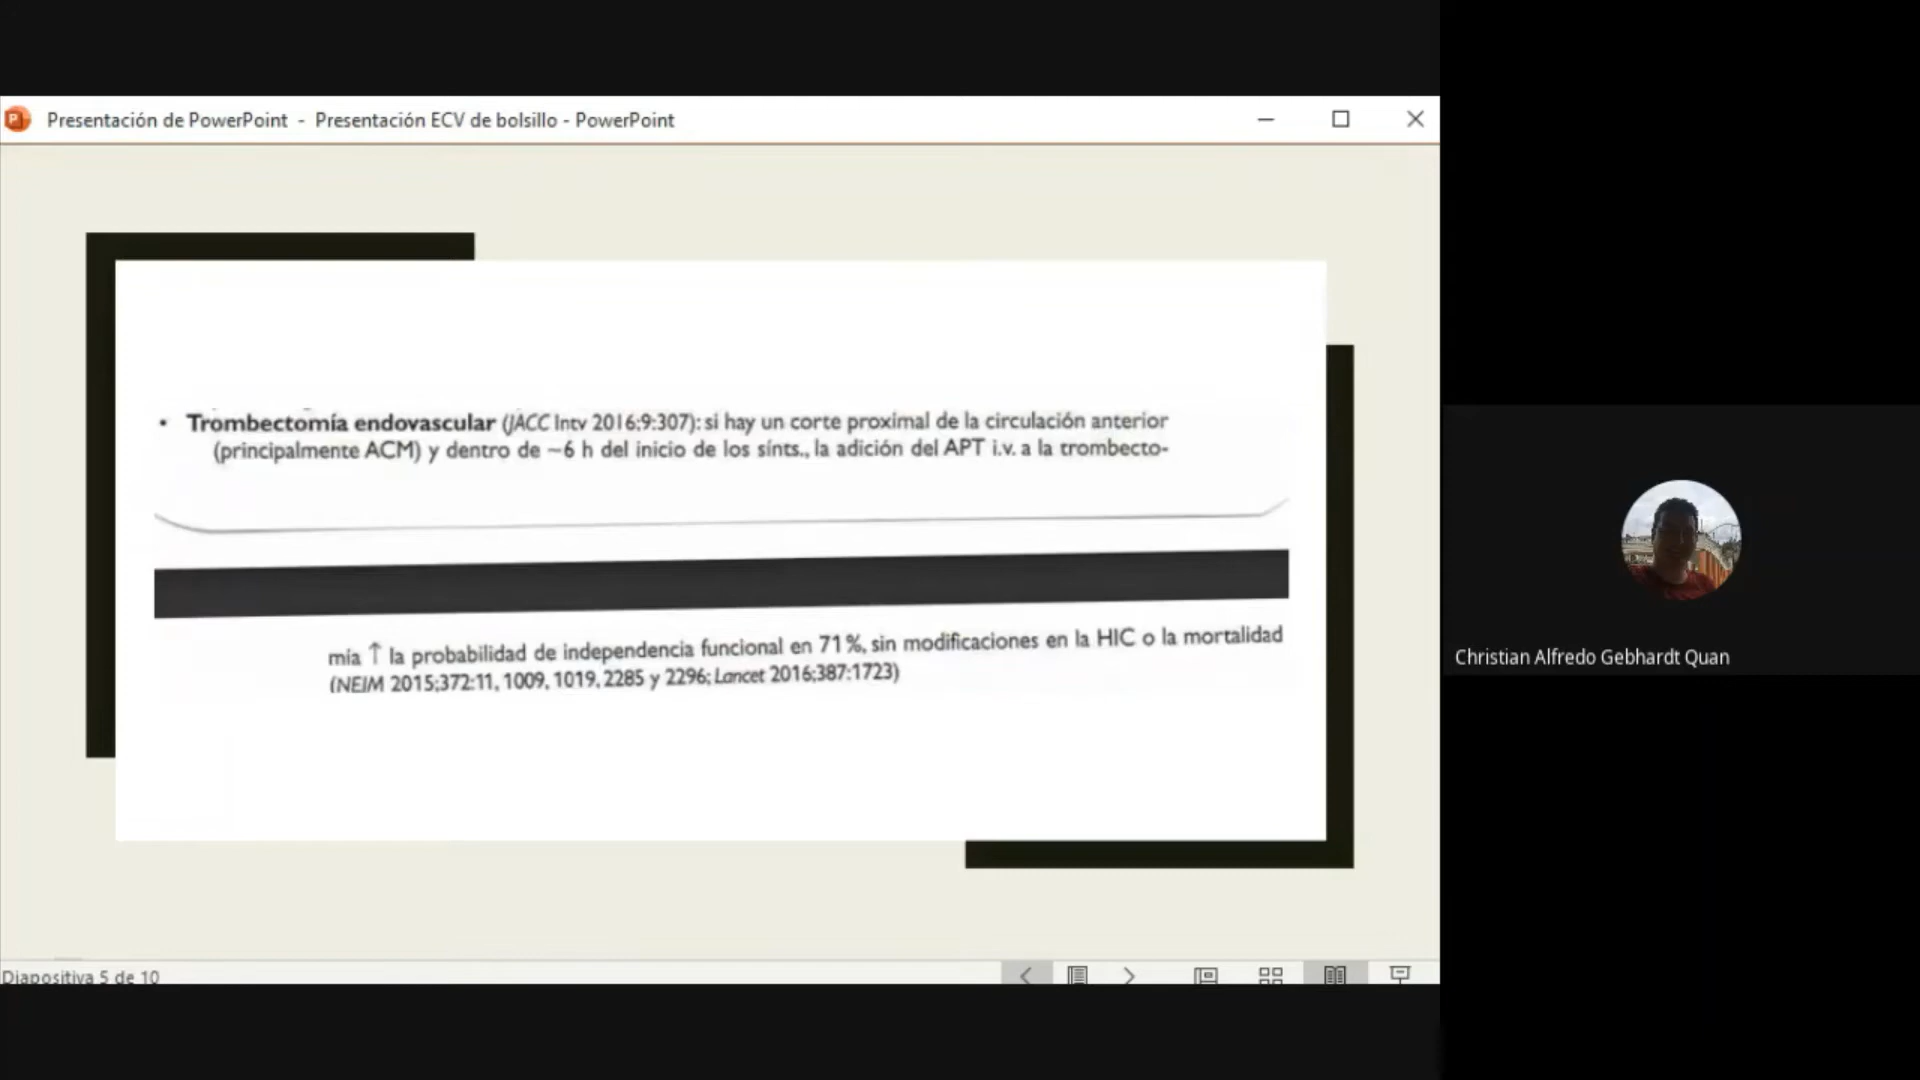 Presentación de PowerPoint - Presentación ECV de bolsillo - PowerPoint
• Trombectomía endovascular (JACC Intv 2016;9:307): si hay un corte proximal de la circulación anterior
(principalmente ACM) y dentro de ~6 h del inicio de los sínts., la adición del APT i.v. a la trombecto-
mía ↑ la probabilidad de independencia funcional en 71%, sin modificaciones en la HIC o la mortalidad
(NEJM 2015;372:11, 1009, 1019, 2285 y 2296; Lancet 2016;387:1723)
Christian Alfredo Gebhardt Quan
Diapositiva 5 de 10